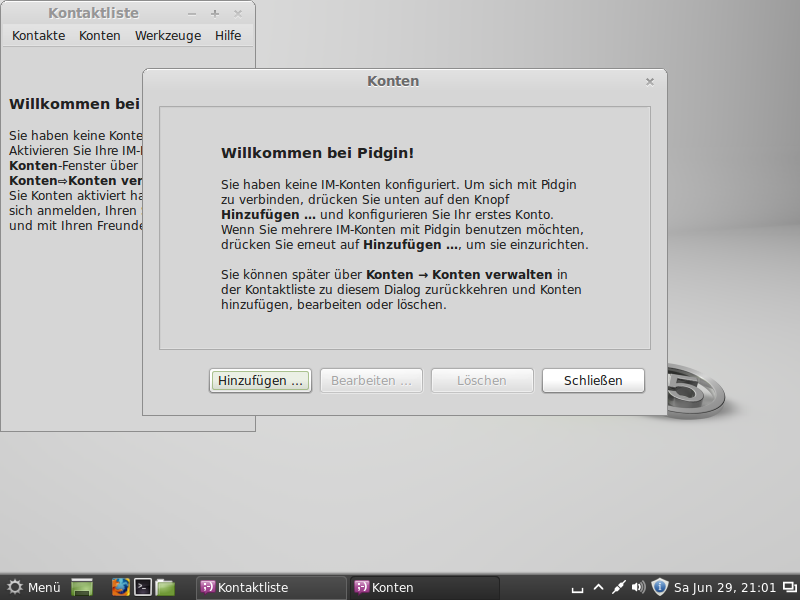 Kontaktliste
Kontakte Konten Werkzeuge Hilfe
Willkommen bei
Sie haben keine Konte
Aktivieren Sie Ihre IM-
Konten-Fenster über
Konten⇨Konten ver
Sie Konten aktiviert ha
sich anmelden, Ihren
und mit Ihren Freunde
Konten
Willkommen bei Pidgin!
Sie haben keine IM-Konten konfiguriert. Um sich mit Pidgin
zu verbinden, drücken Sie unten auf den Knopf
Hinzufügen ... und konfigurieren Sie Ihr erstes Konto.
Wenn Sie mehrere IM-Konten mit Pidgin benutzen möchten,
drücken Sie erneut auf Hinzufügen ..., um sie einzurichten.
Sie können später über Konten → Konten verwalten in
der Kontaktliste zu diesem Dialog zurückkehren und Konten
hinzufügen, bearbeiten oder löschen.
Hinzufügen ... Bearbeiten ... Löschen Schließen
5
Menü Kontaktliste Konten Sa Jun 29, 21:01